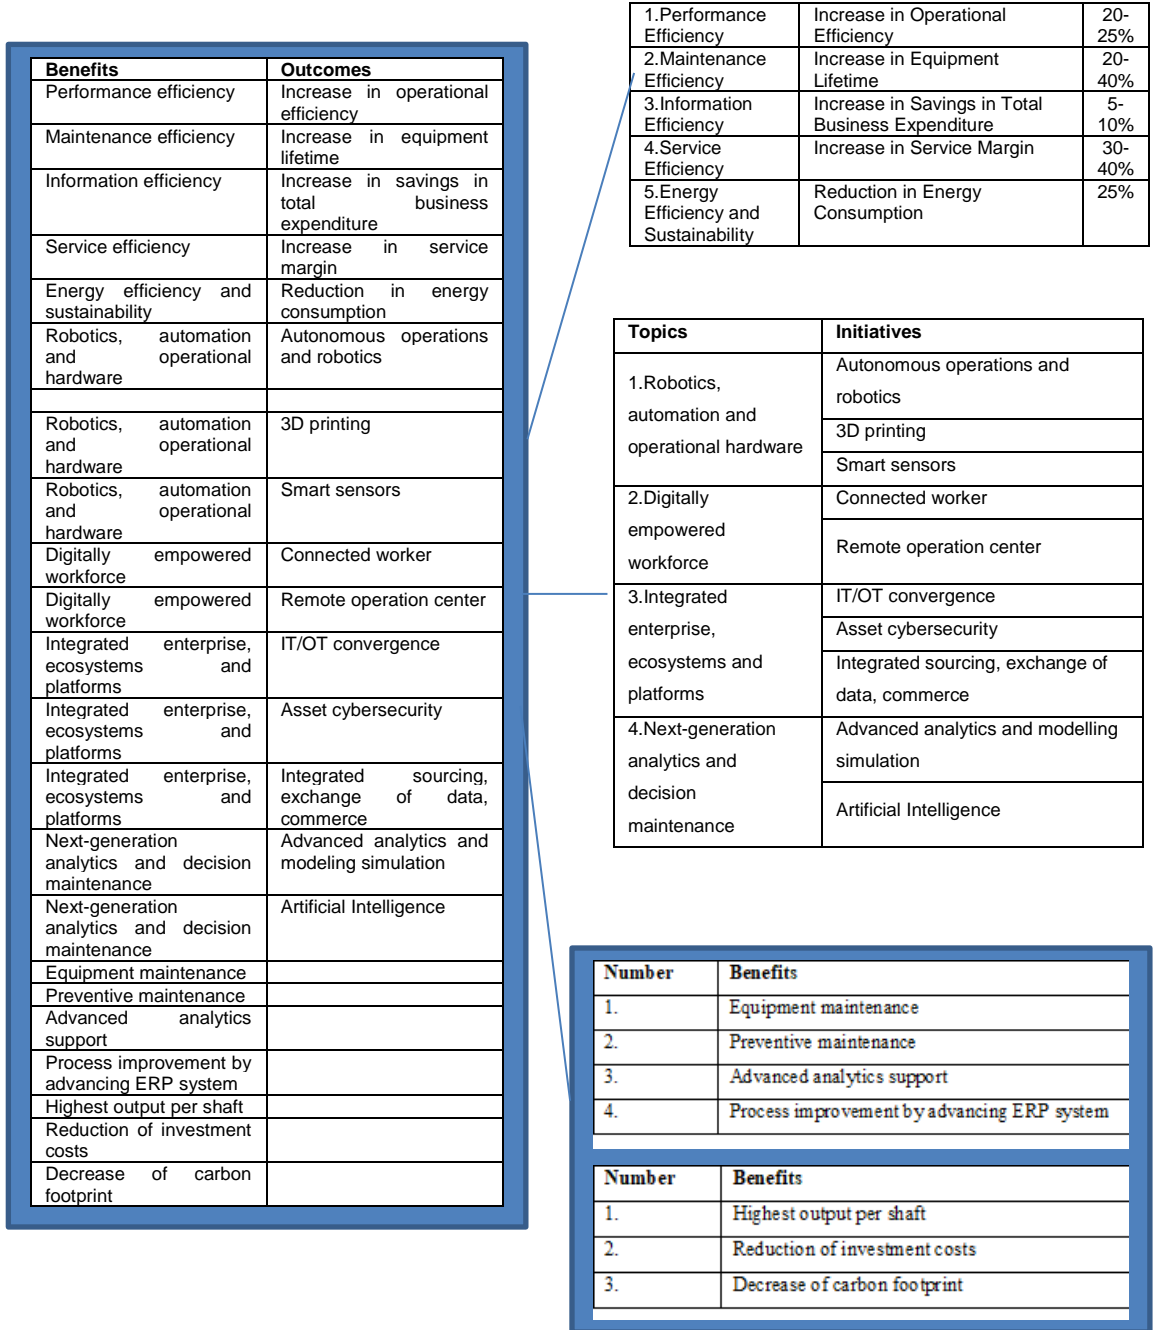 Benefits Outcomes
Performance efficiency Increase in operational
efficiency
Maintenance efficiency Increase in equipment
lifetime
Information efficiency Increase in savings in
total business
expenditure
Service efficiency Increase in service
margin
Energy efficiency and Reduction in energy
sustainability consumption
Robotics, automation Autonomous operations
and operational and robotics
hardware
Robotics, automation 3D printing
and operational
hardware
Robotics, automation Smart sensors
and operational
hardware
Digitally empowered Connected worker
workforce
Digitally empowered Remote operation center
workforce
Integrated enterprise, IT/OT convergence
ecosystems and
platforms
Integrated enterprise, Asset cybersecurity
ecosystems and
platforms
Integrated enterprise, Integrated sourcing,
ecosystems and exchange of data,
platforms commerce
Next-generation Advanced analytics and
analytics and decision modeling simulation
maintenance
Next-generation Artificial Intelligence
analytics and decision
maintenance
Equipment maintenance
Preventive maintenance
Advanced analytics
support
Process improvement by
advancing ERP system
Highest output per shaft
Reduction of investment
costs
Decrease of carbon
footprint
1.Performance Increase in Operational 20-
Efficiency Efficiency 25%
2.Maintenance Increase in Equipment 20-
Efficiency Lifetime 40%
3.Information Increase in Savings in Total 5-
Efficiency Business Expenditure 10%
4.Service Increase in Service Margin 30-
Efficiency 40%
5.Energy Reduction in Energy 25%
Efficiency and Consumption
Sustainability
Topics Initiatives
1.Robotics,
automation and
operational hardware
Autonomous operations and
robotics
3D printing
Smart sensors
2.Digitally
empowered
workforce
Connected worker
Remote operation center
3.Integrated
enterprise,
ecosystems and
platforms
IT/OT convergence
Asset cybersecurity
Integrated sourcing, exchange of
data, commerce
4.Next-generation
analytics and
decision
maintenance
Advanced analytics and modelling
simulation
Artificial Intelligence
Number Benefits
1. Equipment maintenance
2. Preventive maintenance
3. Advanced analytics support
4. Process improvement by advancing ERP system
Number Benefits
1. Highest output per shaft
2. Reduction of investment costs
3. Decrease of carbon footprint